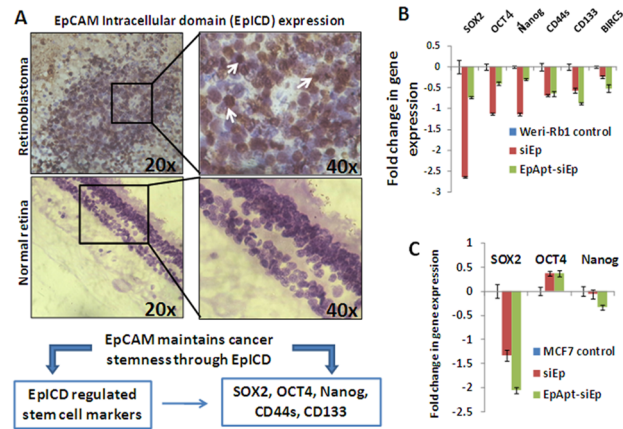 A
EpCAM Intracellular domain (EpICD) expression
Retinoblastoma
20x
40x
Normal retina
20x
40x
EpCAM maintains cancer
stemness through EpICD
EpICD regulated
stem cell markers
SOX2, OCT4, Nanog,
CD44s, CD133
B
SOX2
OCT4
Nanog
CD44s
CD133
BIRC5
Fold change in gene
expression
0.5
0
-0.5
-1
-1.5
-2
-2.5
-3
Weri-Rb1 control
siEp
EpApt-siEp
C
SOX2
OCT4
Nanog
Fold change in gene expression
1
0.5
0
-0.5
-1
-1.5
-2
-2.5
MCF7 control
siEp
EpApt-siEp